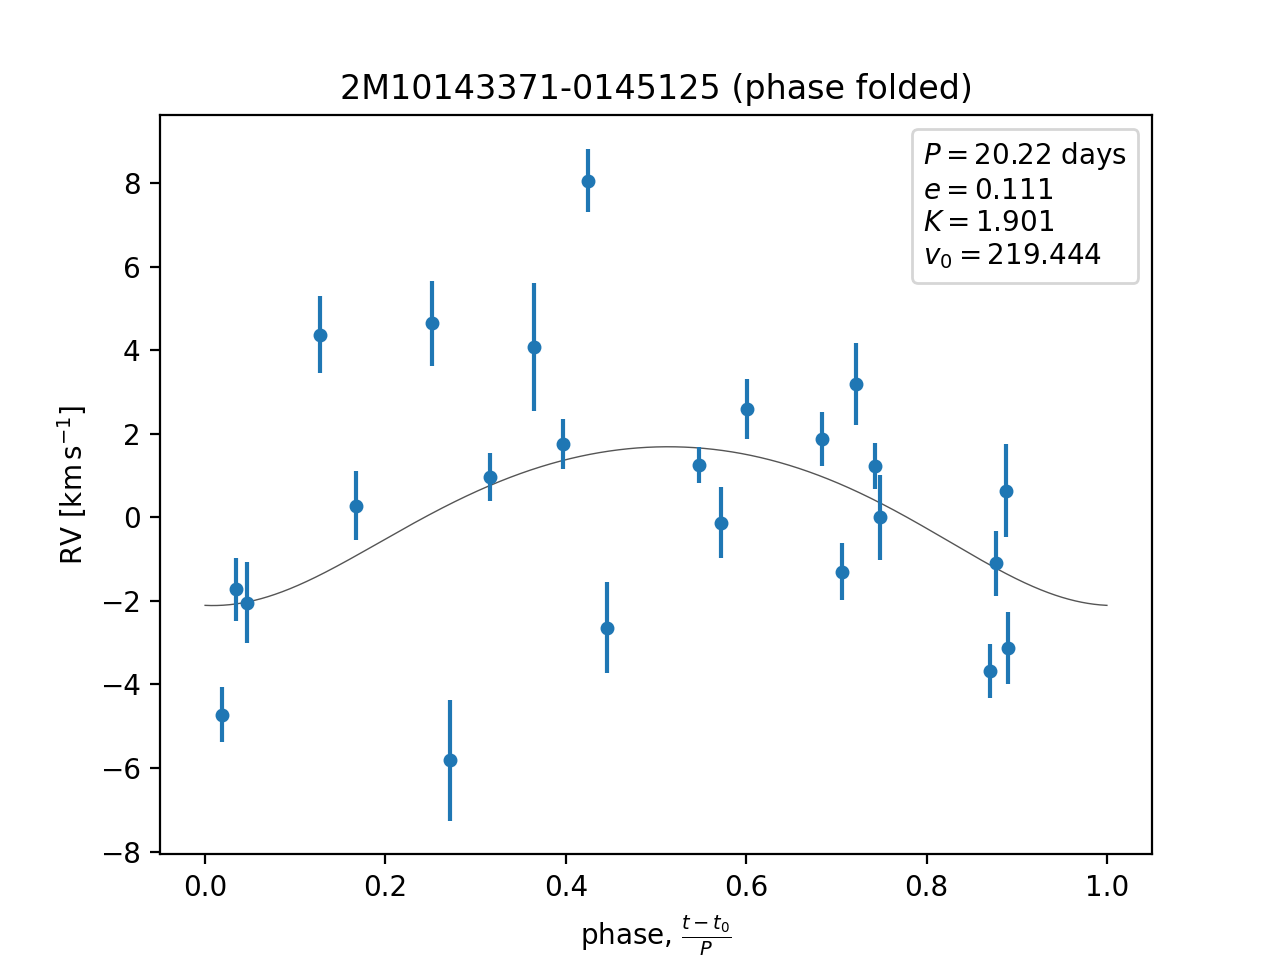 2M10143371-0145125 (phase folded)
P = 20.22 days
e = 0.111
K = 1.901
v₀ = 219.444
8
6
4
2
0
−2
−4
−6
−8
RV [km s⁻¹]
0.0 0.2 0.4 0.6 0.8 1.0
phase, (t − t₀)/P